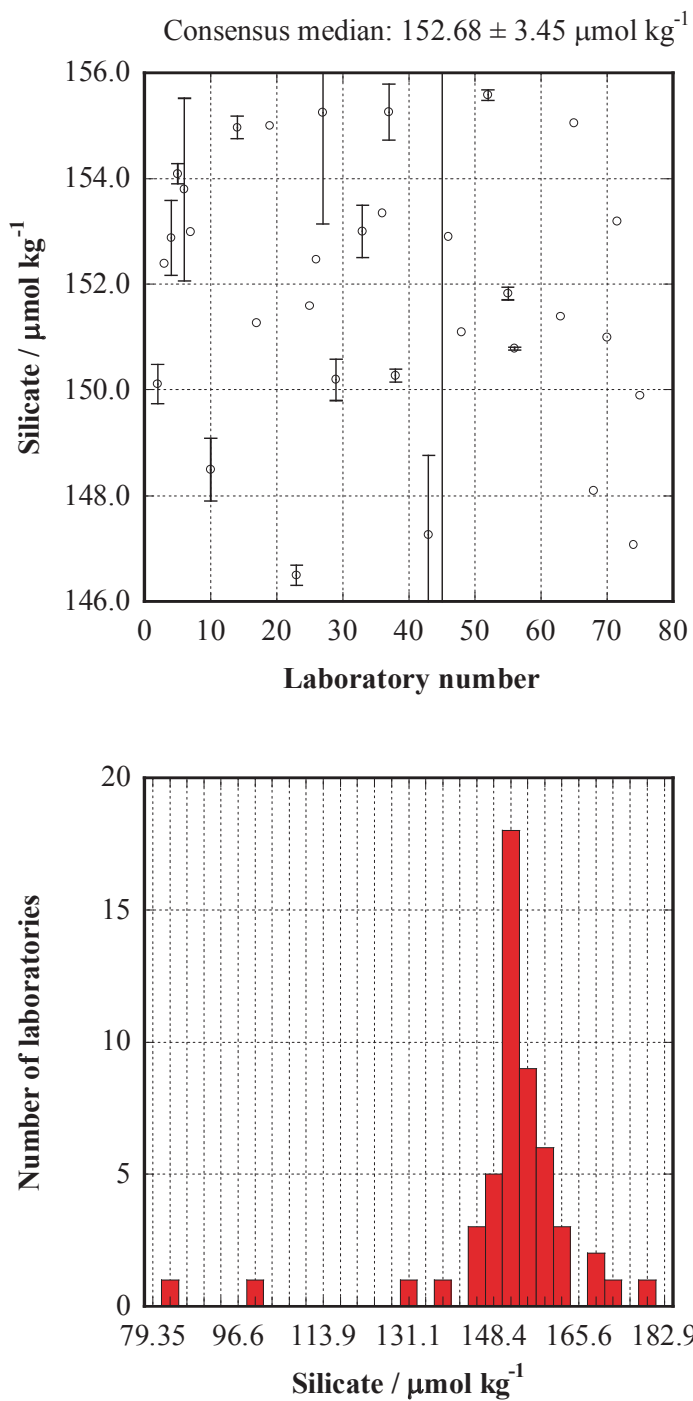 Consensus median: 152.68 ± 3.45 μmol kg⁻¹
156.0
154.0
152.0
150.0
148.0
146.0
Silicate / μmol kg⁻¹
0 10 20 30 40 50 60 70 80
Laboratory number
20
15
10
5
0
Number of laboratories
79.35 96.6 113.9 131.1 148.4 165.6 182.9
Silicate / μmol kg⁻¹